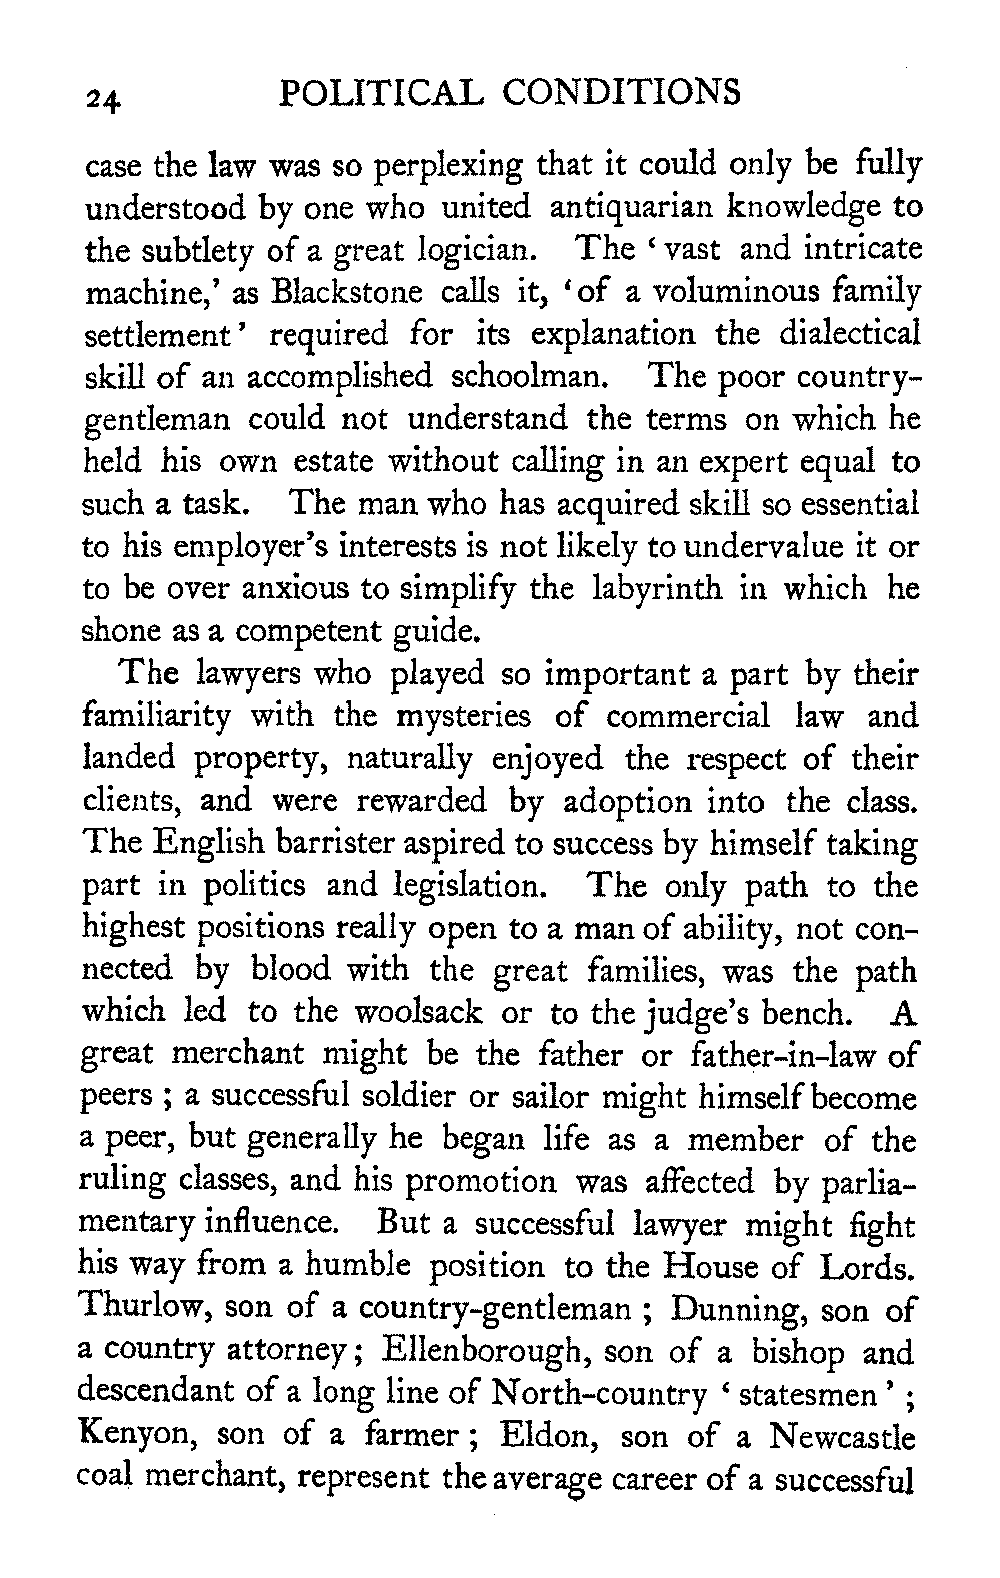 24 POLITICAL CONDITIONS
case the law was so perplexing that it could only be fully
understood by one who united antiquarian knowledge to
the subtlety of a great logician. The ‘ vast and intricate
machine,’ as Blackstone calls it, ‘ of a voluminous family
settlement ’ required for its explanation the dialectical
skill of an accomplished schoolman. The poor country-
gentleman could not understand the terms on which he
held his own estate without calling in an expert equal to
such a task. The man who has acquired skill so essential
to his employer’s interests is not likely to undervalue it or
to be over anxious to simplify the labyrinth in which he
shone as a competent guide.
The lawyers who played so important a part by their
familiarity with the mysteries of commercial law and
landed property, naturally enjoyed the respect of their
clients, and were rewarded by adoption into the class.
The English barrister aspired to success by himself taking
part in politics and legislation. The only path to the
highest positions really open to a man of ability, not con-
nected by blood with the great families, was the path
which led to the woolsack or to the judge’s bench. A
great merchant might be the father or father-in-law of
peers ; a successful soldier or sailor might himself become
a peer, but generally he began life as a member of the
ruling classes, and his promotion was affected by parlia-
mentary influence. But a successful lawyer might fight
his way from a humble position to the House of Lords.
Thurlow, son of a country-gentleman ; Dunning, son of
a country attorney ; Ellenborough, son of a bishop and
descendant of a long line of North-country ‘ statesmen ’ ;
Kenyon, son of a farmer ; Eldon, son of a Newcastle
coal merchant, represent the average career of a successful